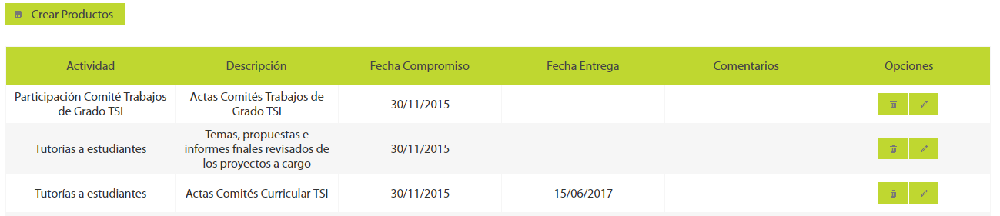 Crear Productos
Actividad Descripción Fecha Compromiso Fecha Entrega Comentarios Opciones
Participación Comité Trabajos
de Grado TSI
Actas Comités Trabajos de
Grado TSI
30/11/2015
Tutorías a estudiantes
Temas, propuestas e
informes fnales revisados de
los proyectos a cargo
30/11/2015
Tutorías a estudiantes
Actas Comités Curricular TSI
30/11/2015
15/06/2017